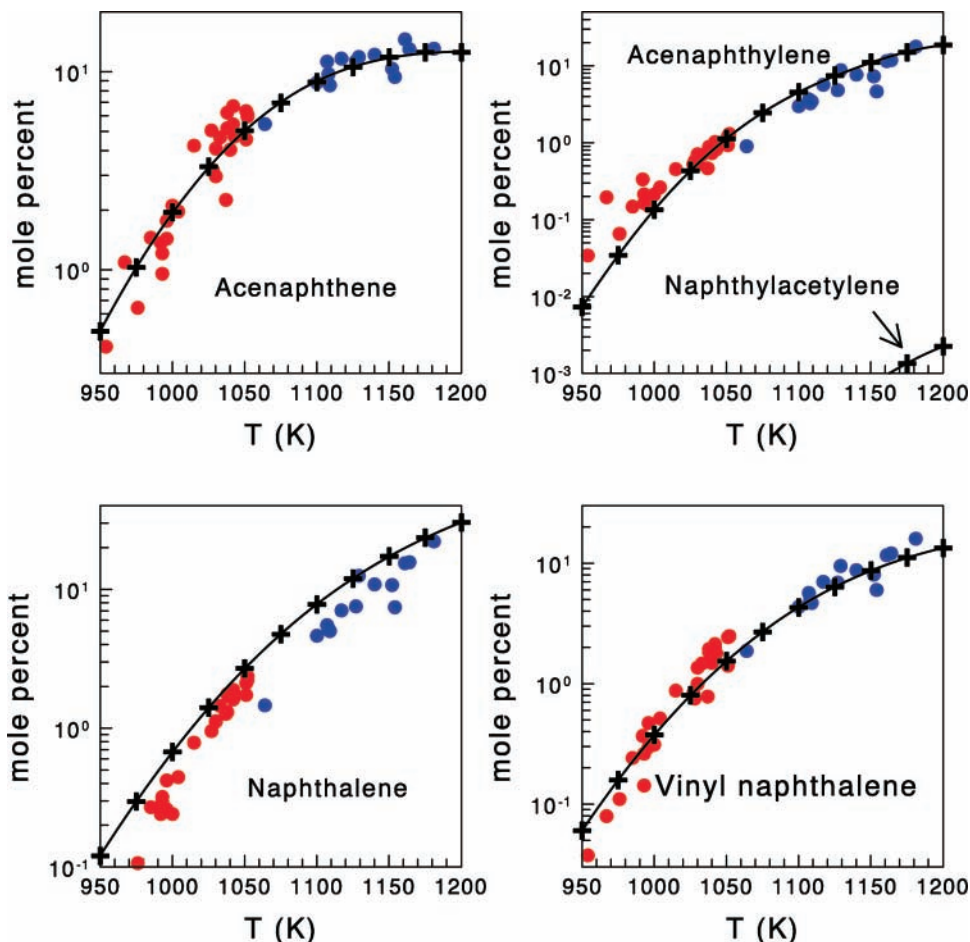 mole percent
10¹
10⁰
Acenaphthene
950 1000 1050 1100 1150 1200
T (K)
mole percent
10¹
10⁰
10⁻¹
10⁻²
10⁻³
Acenaphthylene
Naphthylacetylene
950 1000 1050 1100 1150 1200
T (K)
mole percent
10¹
10⁰
10⁻¹
Naphthalene
950 1000 1050 1100 1150 1200
T (K)
mole percent
10¹
10⁰
10⁻¹
Vinyl naphthalene
950 1000 1050 1100 1150 1200
T (K)